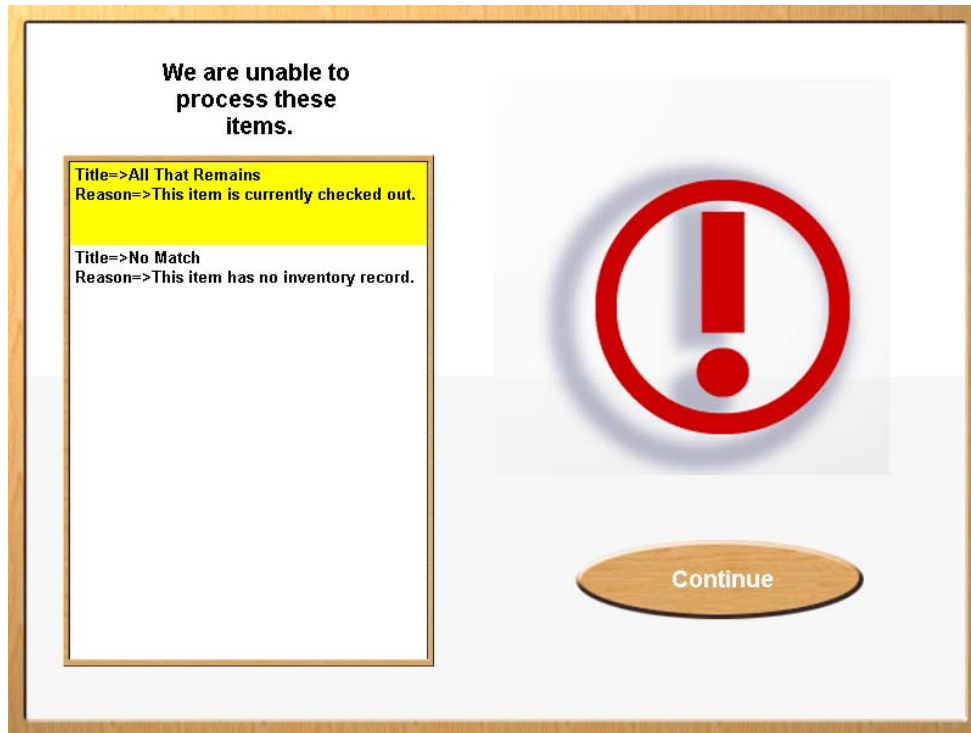 We are unable to
process these
items.
Title=>All That Remains
Reason=>This item is currently checked out.
Title=>No Match
Reason=>This item has no inventory record.
Continue